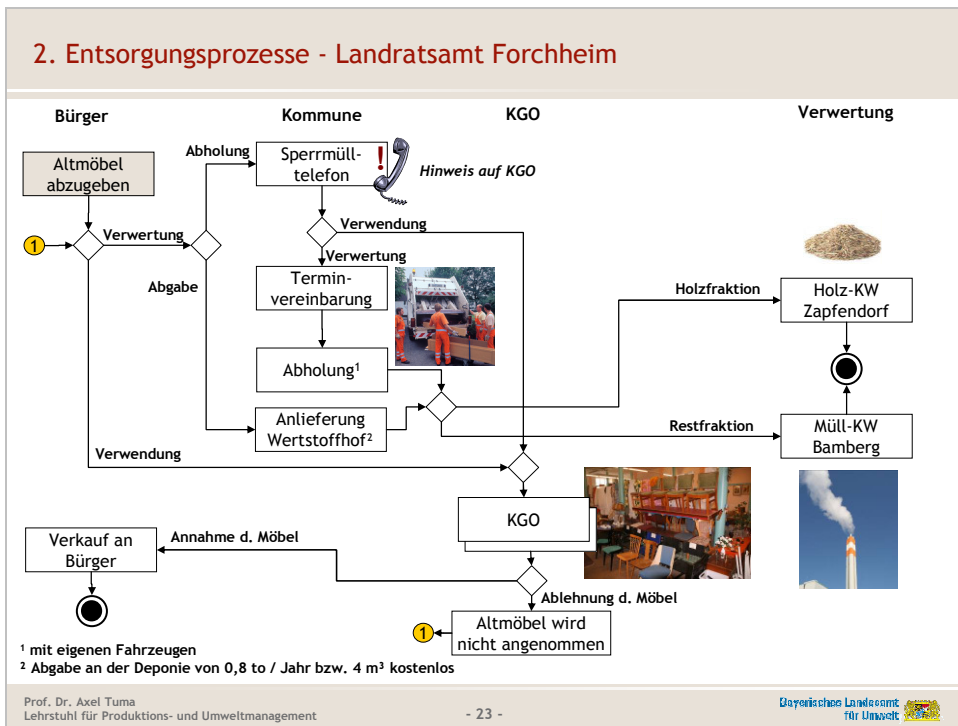 2. Entsorgungsprozesse - Landratsamt Forchheim
Bürger
Kommune
KGO
Verwertung
Altmöbel
abzugeben
Abholung
Sperrmüll-
telefon
!
Hinweis auf KGO
1
Verwertung
Verwendung
Verwertung
Abgabe
Termin-
vereinbarung
Holzfraktion
Holz-KW
Zapfendorf
Abholung¹
Anlieferung
Wertstoffhof²
Restfraktion
Müll-KW
Bamberg
Verwendung
KGO
Verkauf an
Bürger
Annahme d. Möbel
Ablehnung d. Möbel
1
Altmöbel wird
nicht angenommen
¹ mit eigenen Fahrzeugen
² Abgabe an der Deponie von 0,8 to / Jahr bzw. 4 m³ kostenlos
Prof. Dr. Axel Tuma
Lehrstuhl für Produktions- und Umweltmanagement
- 23 -
Bayerisches Landesamt
für Umwelt